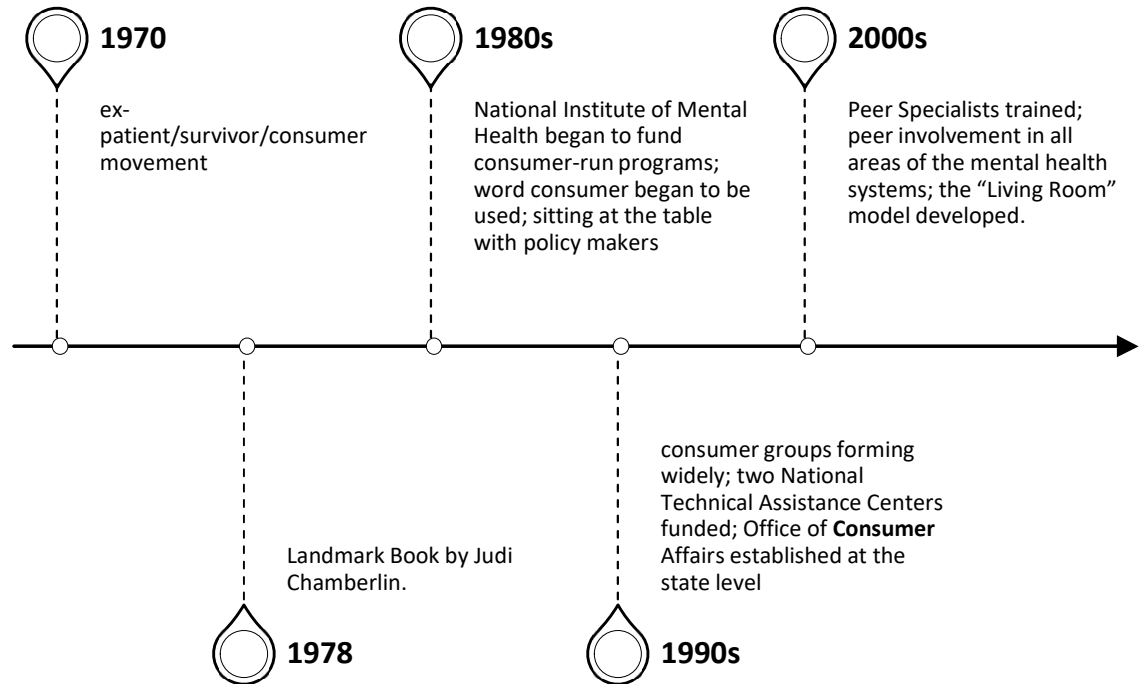 1970
ex-
patient/survivor/consumer
movement
1978
Landmark Book by Judi
Chamberlin.
1980s
National Institute of Mental
Health began to fund
consumer-run programs;
word consumer began to be
used; sitting at the table
with policy makers
1990s
consumer groups forming
widely; two National
Technical Assistance Centers
funded; Office of Consumer
Affairs established at the
state level
2000s
Peer Specialists trained;
peer involvement in all
areas of the mental health
systems; the “Living Room”
model developed.